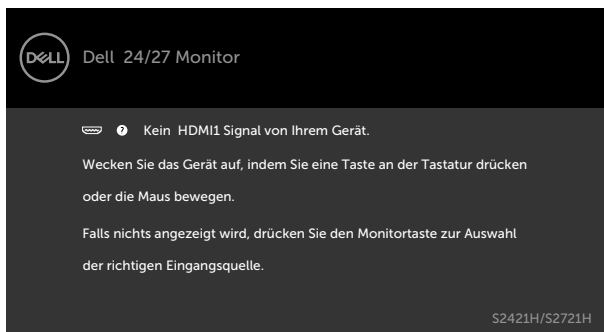 DELL
Dell 24/27 Monitor
? Kein HDMI1 Signal von Ihrem Gerät.
Wecken Sie das Gerät auf, indem Sie eine Taste an der Tastatur drücken
oder die Maus bewegen.
Falls nichts angezeigt wird, drücken Sie den Monitortaste zur Auswahl
der richtigen Eingangsquelle.
S2421H/S2721H